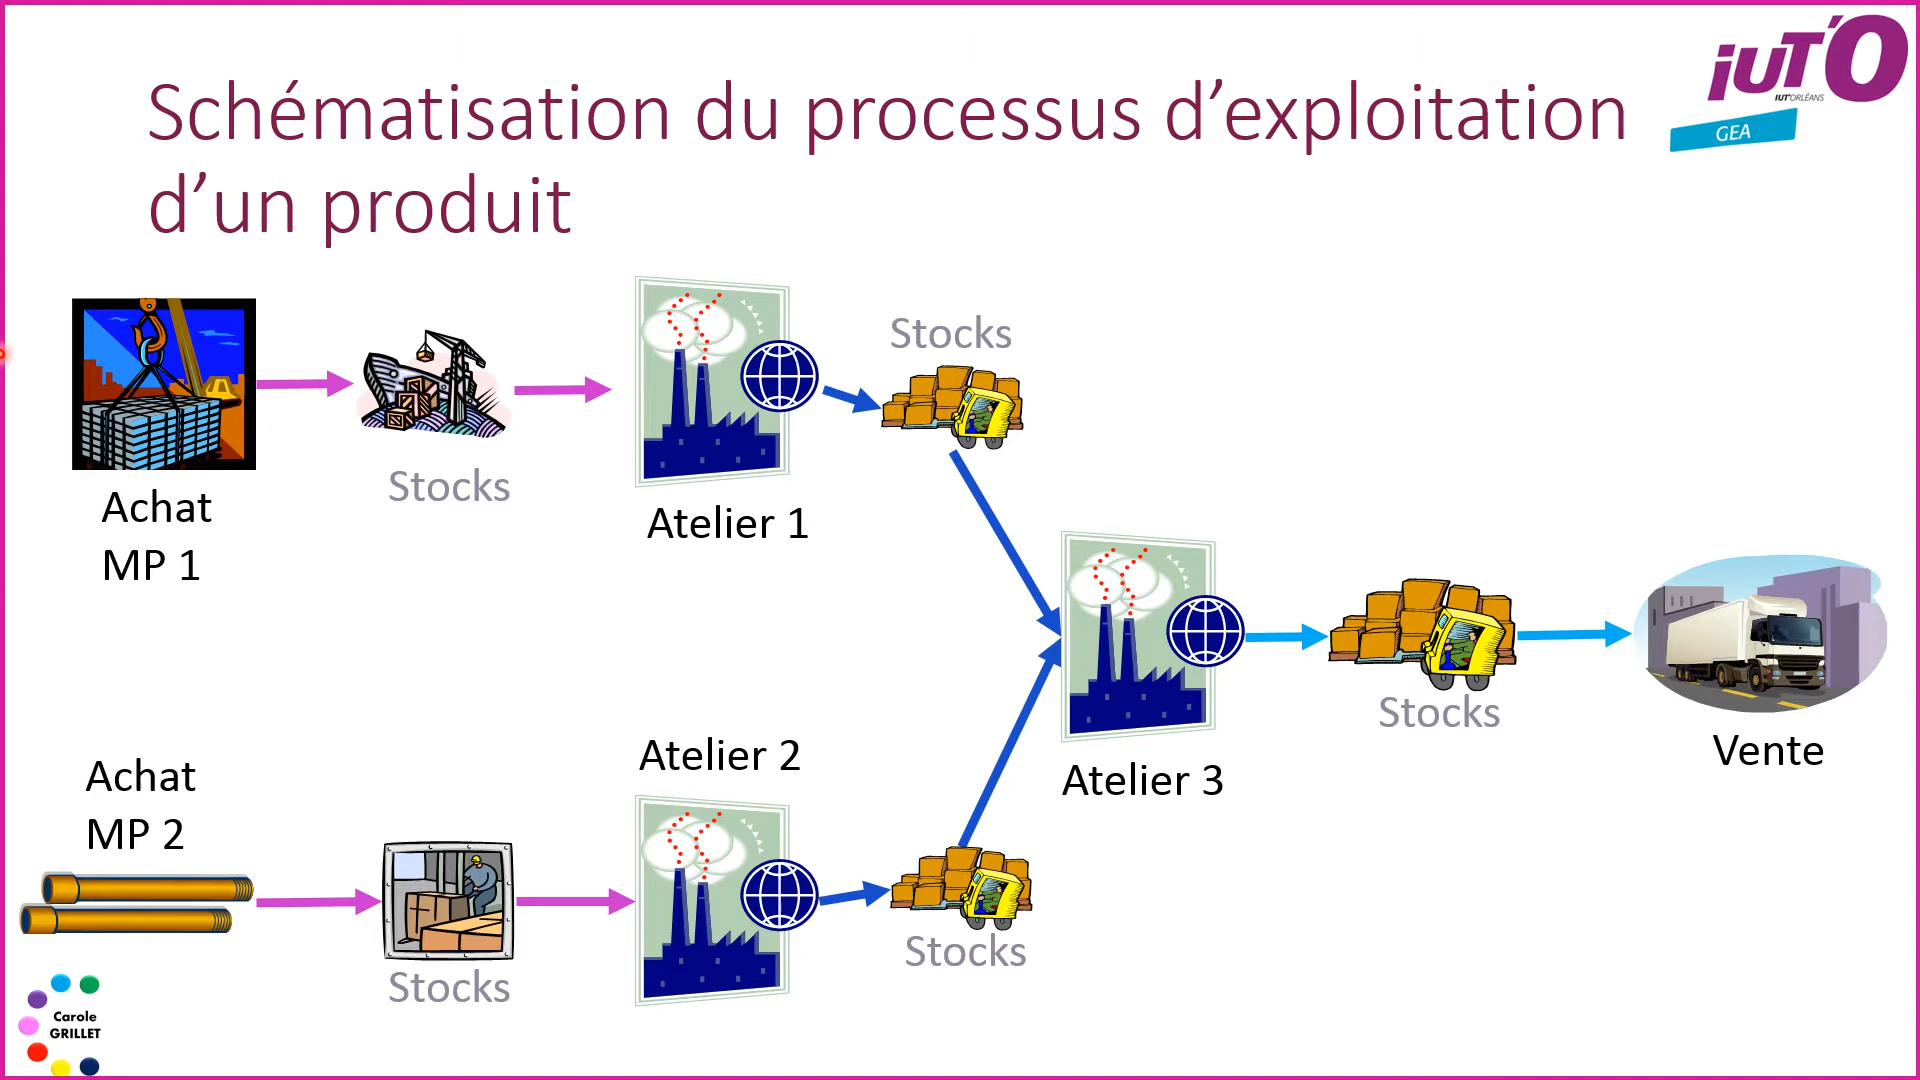 Schématisation du processus d’exploitation
d’un produit
iUT'O
IUT'ORLÉANS
GEA
Achat
MP 1
Stocks
Atelier 1
Stocks
Achat
MP 2
Stocks
Atelier 2
Stocks
Atelier 3
Stocks
Vente
Carole
GRILLET